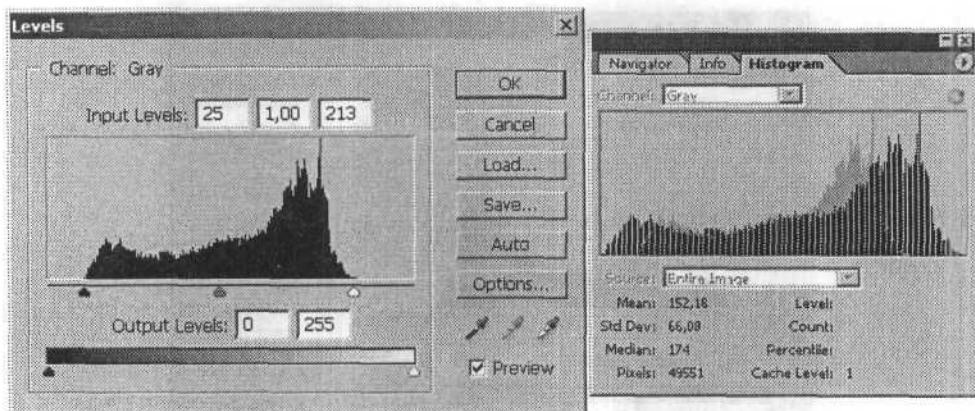 Levels
Channel: Gray
Input Levels: 25 1,00 213
Output Levels: 0 255
OK
Cancel
Load...
Save...
Auto
Options...
Preview
Navigator Info Histogram
Channel: Gray
Source: Entire Image
Mean: 152,18 Level:
Std Dev: 66,08 Count:
Median: 174 Percentile:
Pixels: 49551 Cache Level: 1